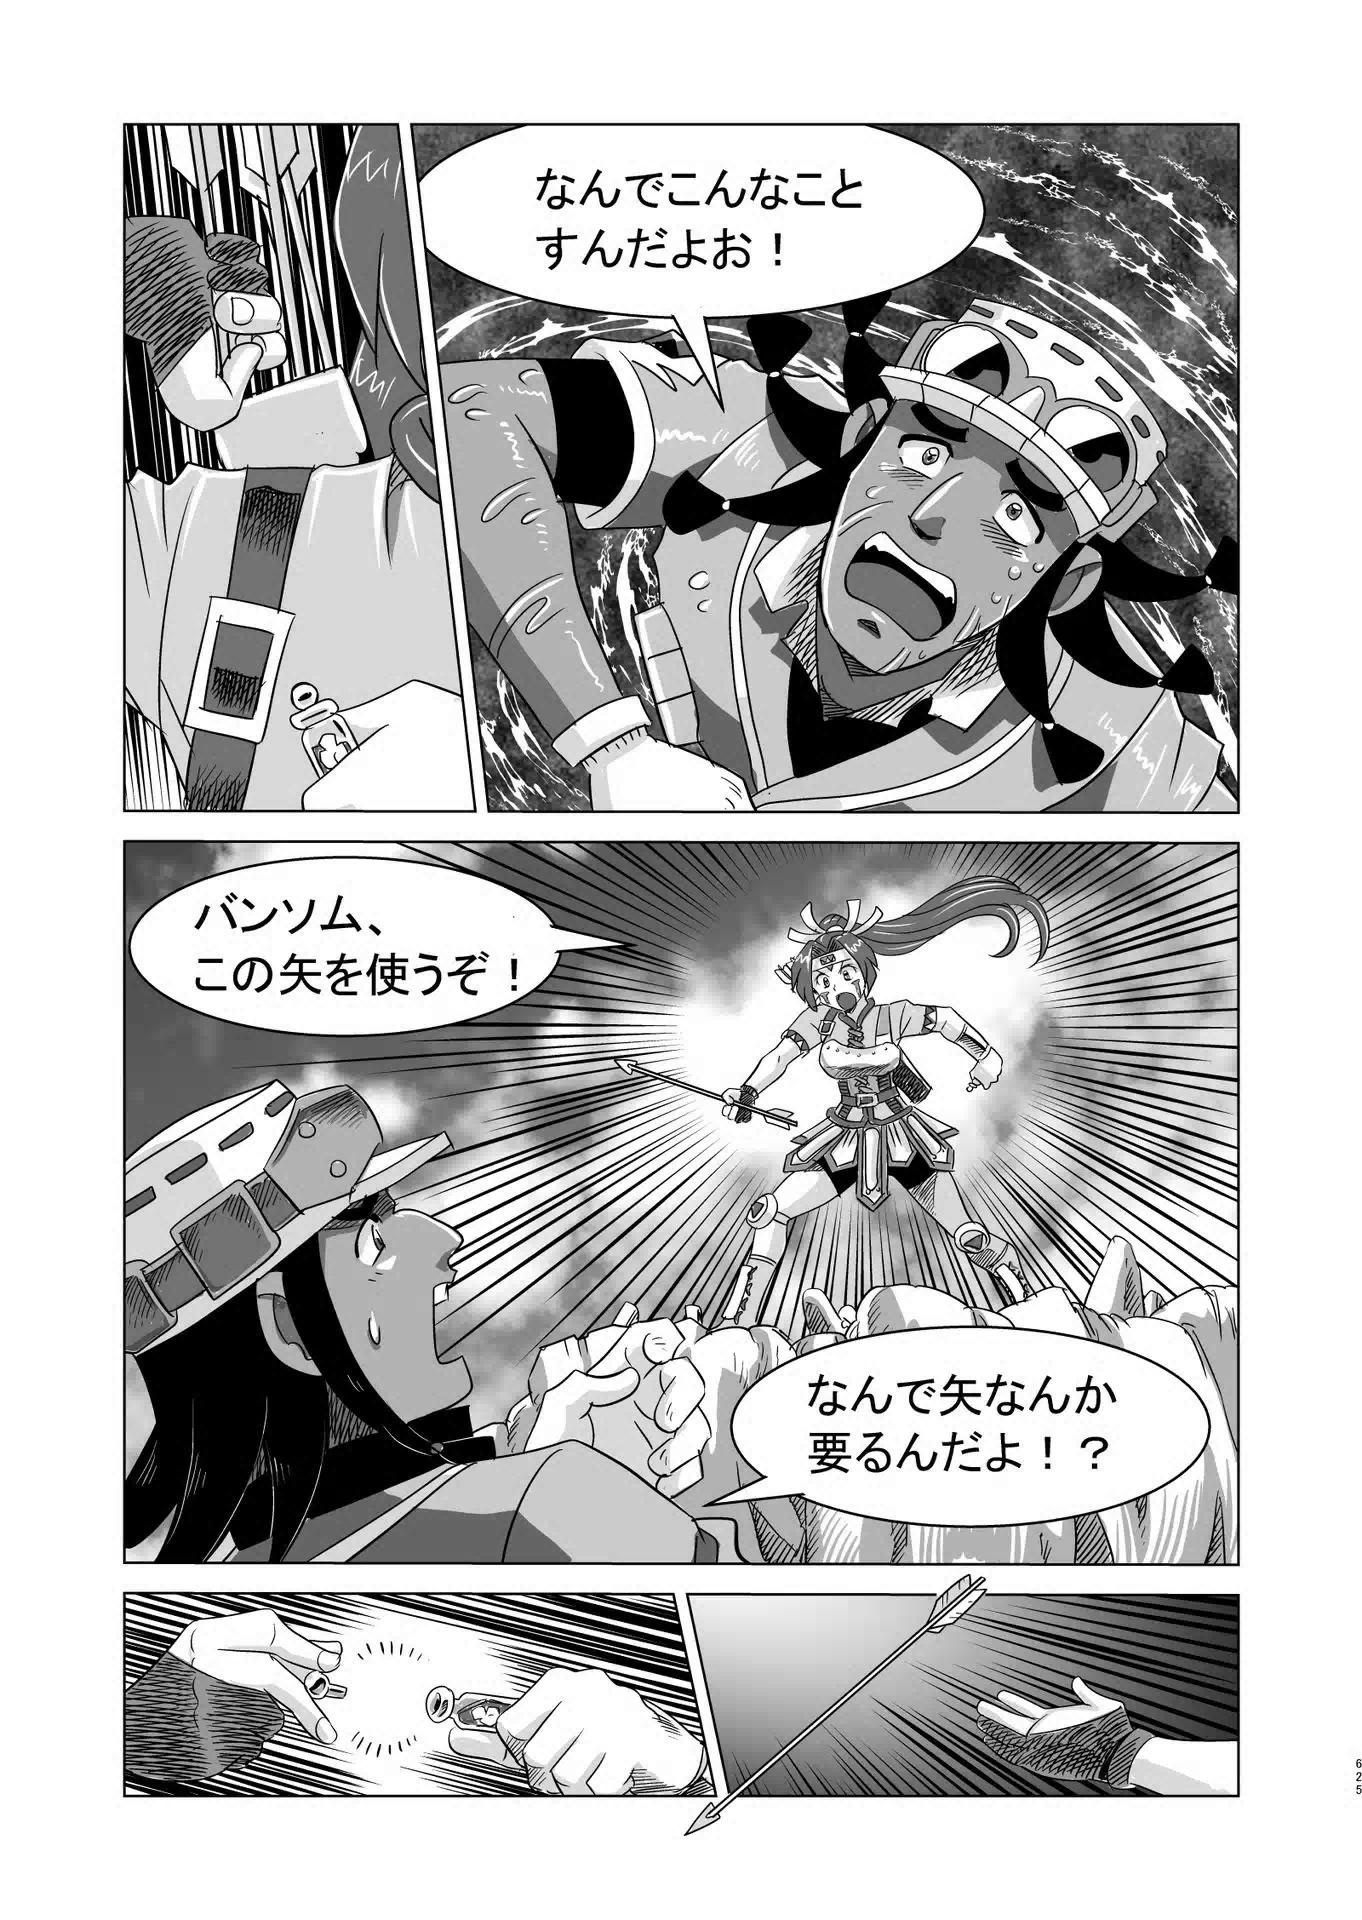 なんでこんなこと
すんだよお！
バンソム、
この矢を使うぞ！
なんで矢なんか
要るんだよ！？
625